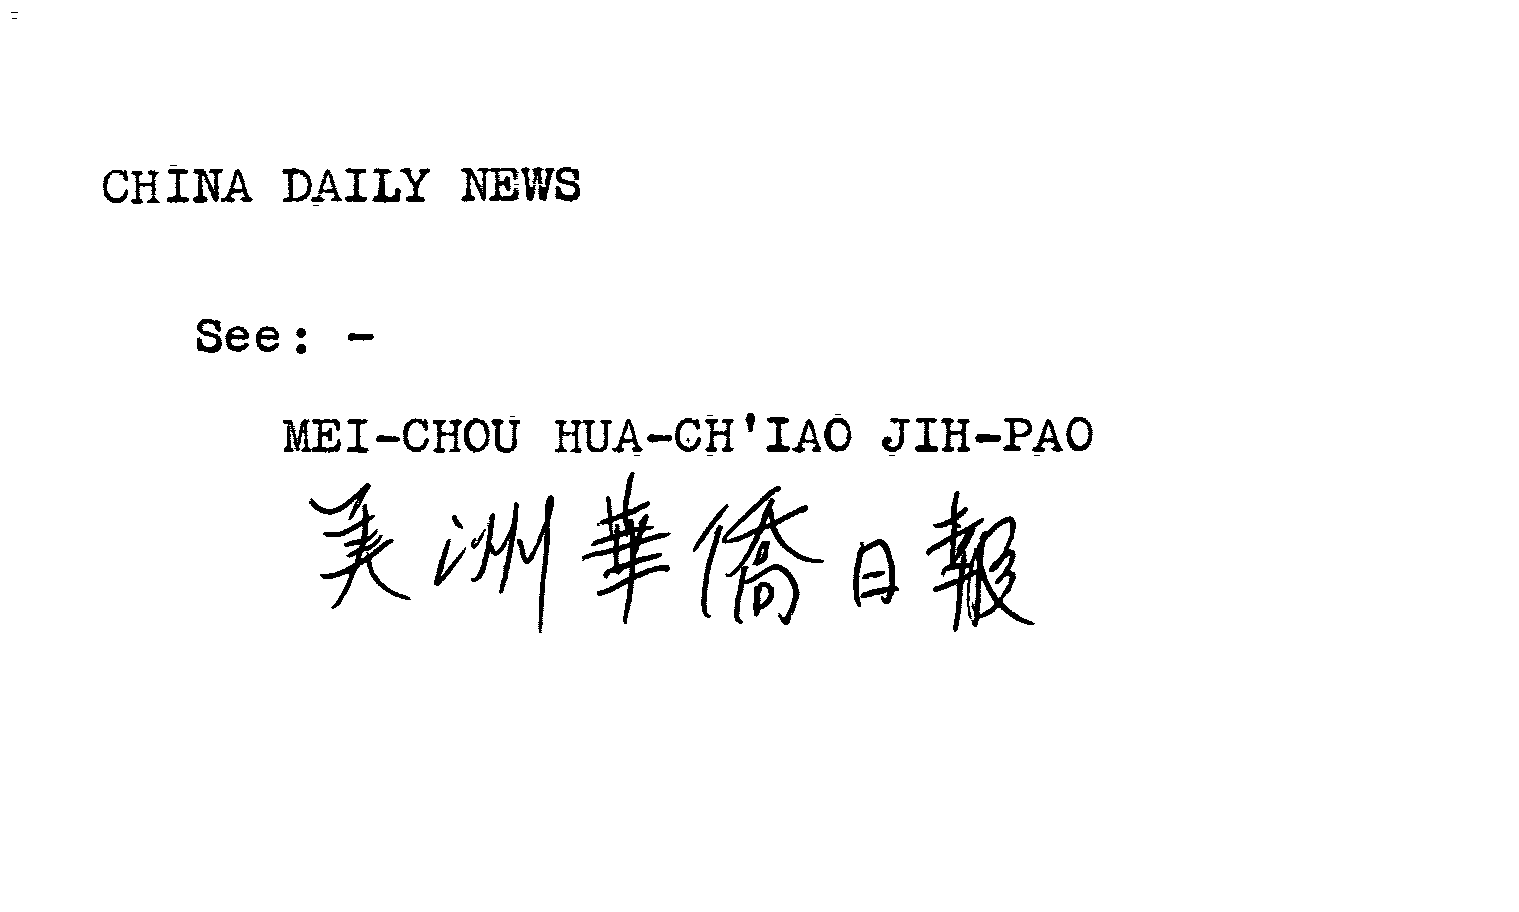 CHINA DAILY NEWS
See: -
MEI-CHOU HUA-CH'IAO JIH-PAO
美洲華僑日報